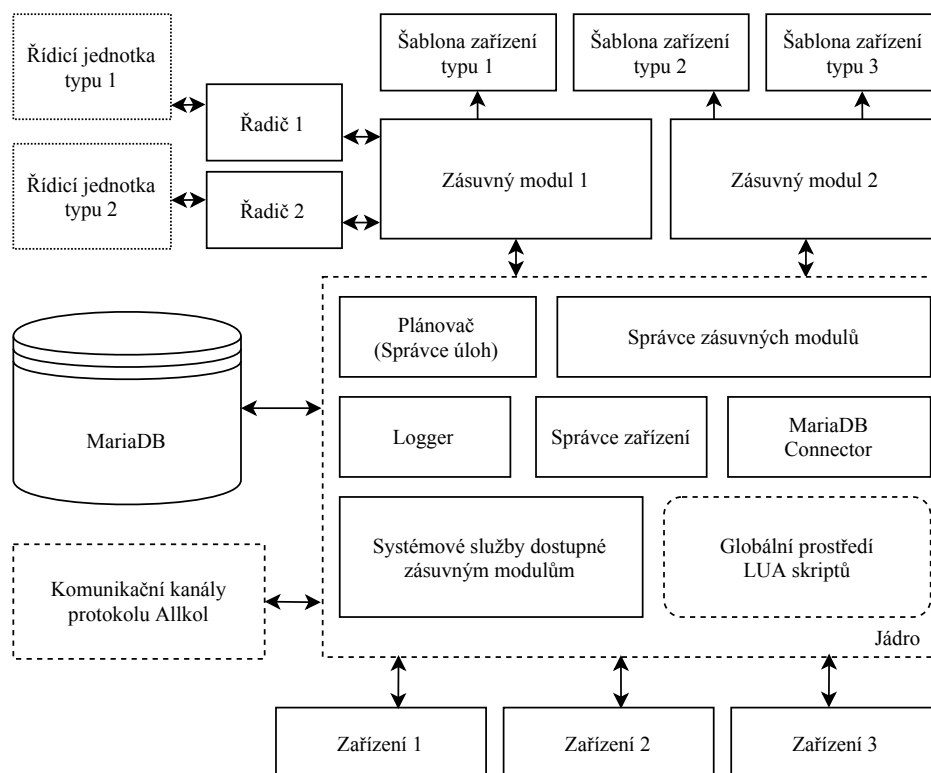 Řídicí jednotka
typu 1
Šablona zařízení
typu 1
Šablona zařízení
typu 2
Šablona zařízení
typu 3
Řadič 1
Řídicí jednotka
typu 2
Řadič 2
Zásuvný modul 1
Zásuvný modul 2
Plánovač
(Správce úloh)
Správce zásuvných modulů
MariaDB
Logger
Správce zařízení
MariaDB
Connector
Systémové služby dostupné
zásuvným modulům
Globální prostředí
LUA skriptů
Komunikační kanály
protokolu Allkol
Jádro
Zařízení 1
Zařízení 2
Zařízení 3